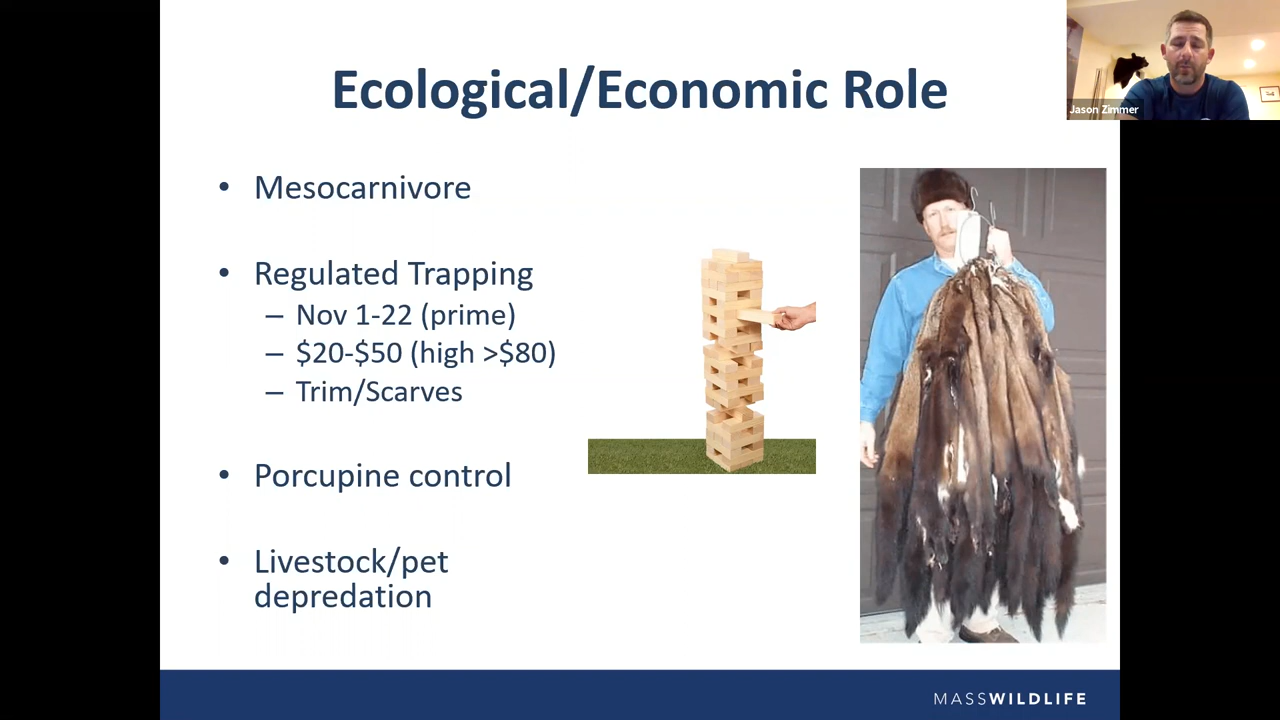 Jason Zimmer
Ecological/Economic Role
• Mesocarnivore
• Regulated Trapping
– Nov 1-22 (prime)
– $20-$50 (high >$80)
– Trim/Scarves
• Porcupine control
• Livestock/pet
depredation
MASSWILDLIFE